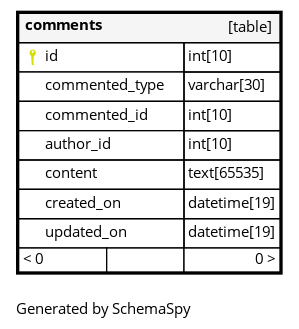 comments [table]
id int[10]
commented_type varchar[30]
commented_id int[10]
author_id int[10]
content text[65535]
created_on datetime[19]
updated_on datetime[19]
< 0 0 >
Generated by SchemaSpy